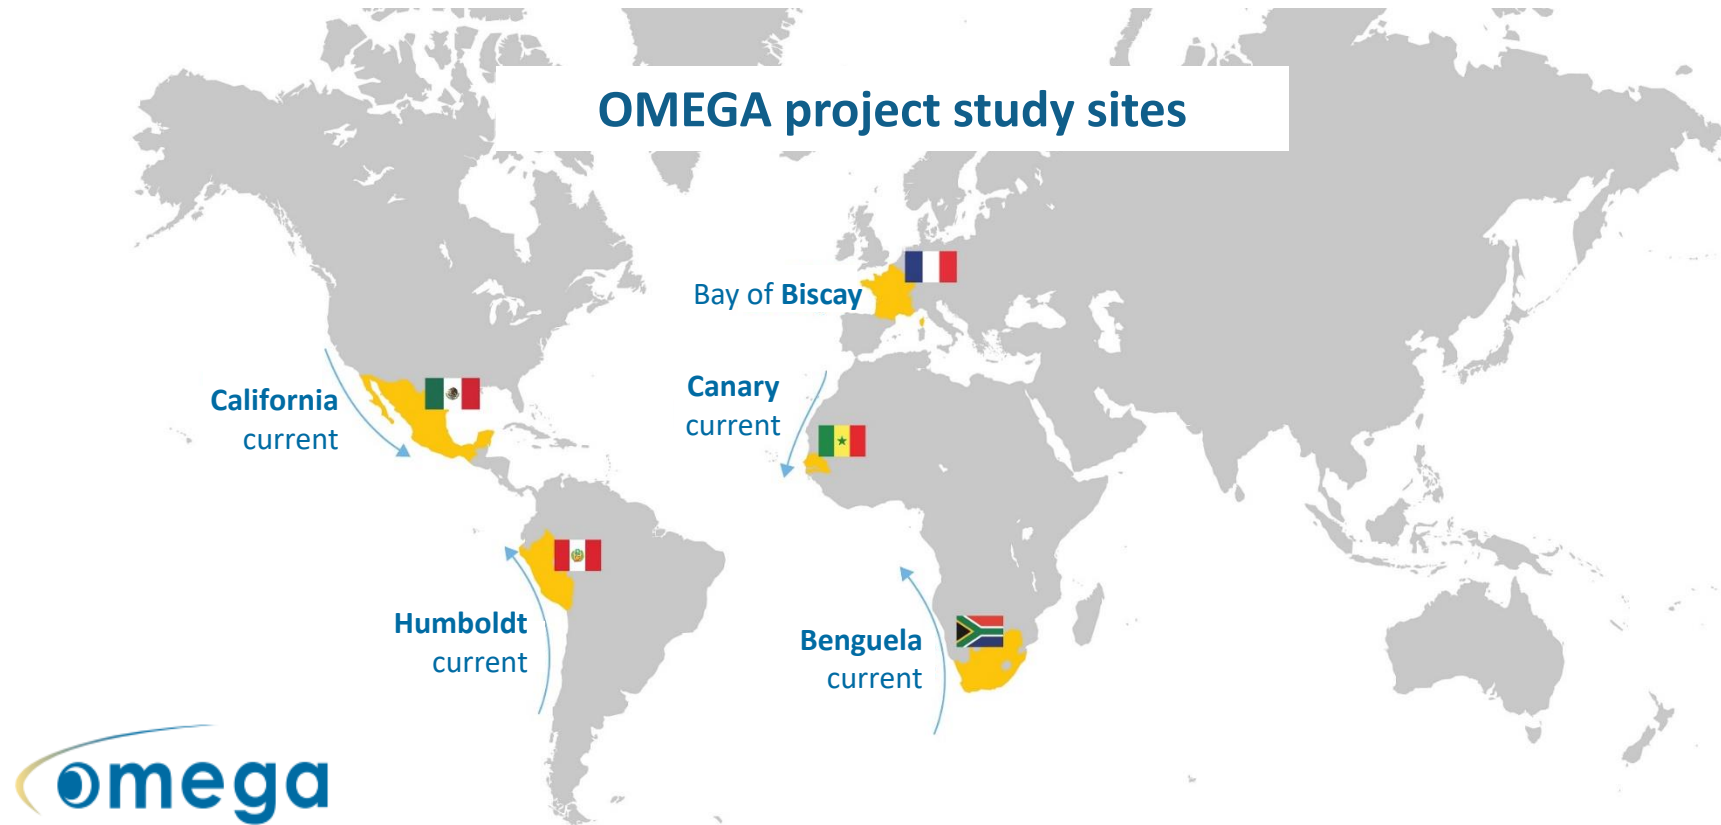 OMEGA project study sites
Bay of Biscay
California
current
Canary
current
Humboldt
current
Benguela
current
omega